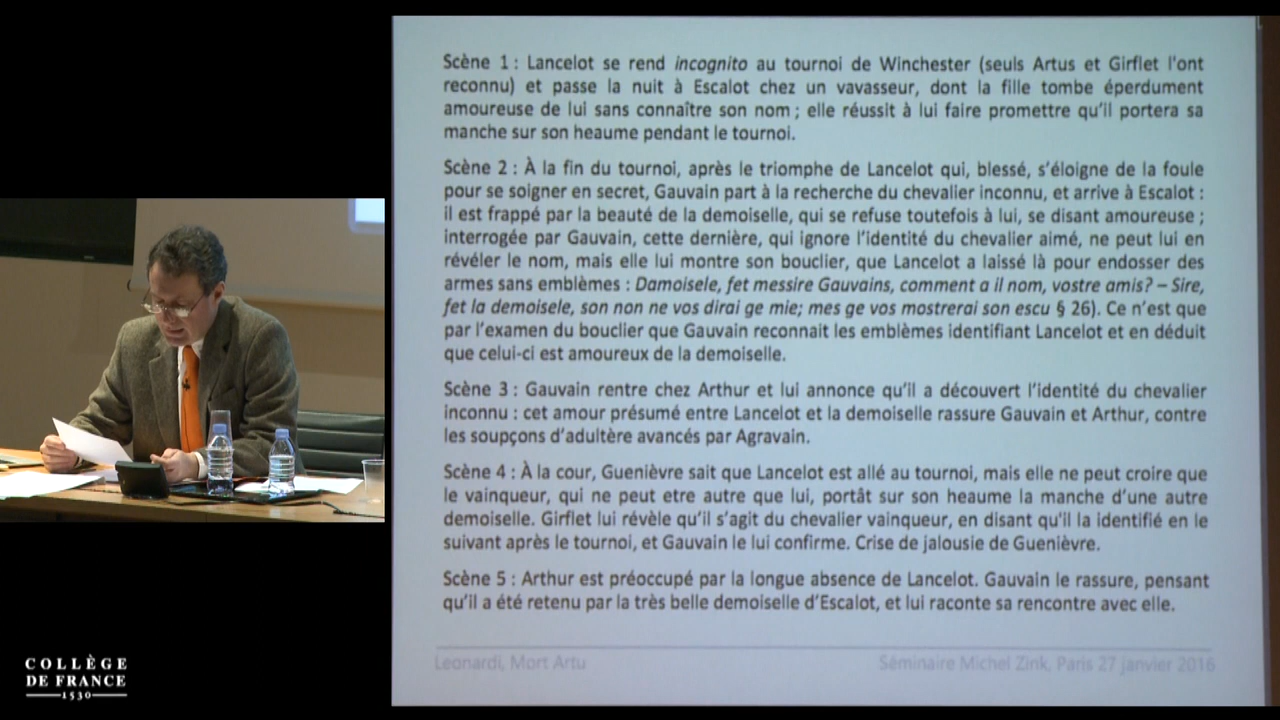 Scène 1 : Lancelot se rend incognito au tournoi de Winchester (seuls Artus et Girflet l'ont
reconnu) et passe la nuit à Escalot chez un vavasseur, dont la fille tombe éperdument
amoureuse de lui sans connaître son nom ; elle réussit à lui faire promettre qu'il portera sa
manche sur son heaume pendant le tournoi.
Scène 2 : À la fin du tournoi, après le triomphe de Lancelot qui, blessé, s'éloigne de la foule
pour se soigner en secret, Gauvain part à la recherche du chevalier inconnu, et arrive à Escalot :
il est frappé par la beauté de la demoiselle, qui se refuse toutefois à lui, se disant amoureuse ;
interrogée par Gauvain, cette dernière, qui ignore l'identité du chevalier aimé, ne peut lui en
révéler le nom, mais elle lui montre son bouclier, que Lancelot a laissé là pour endosser des
armes sans emblèmes : Damoisele, fet messire Gauvains, comment a il nom, vostre amis? – Sire,
fet la demoisele, son non ne vos dirai ge mie; mes ge vos mostrerai son escu § 26). Ce n'est que
par l'examen du bouclier que Gauvain reconnait les emblèmes identifiant Lancelot et en déduit
que celui-ci est amoureux de la demoiselle.
Scène 3 : Gauvain rentre chez Arthur et lui annonce qu'il a découvert l'identité du chevalier
inconnu : cet amour présumé entre Lancelot et la demoiselle rassure Gauvain et Arthur, contre
les soupçons d'adultère avancés par Agravain.
Scène 4 : À la cour, Guenièvre sait que Lancelot est allé au tournoi, mais elle ne peut croire que
le vainqueur, qui ne peut etre autre que lui, portât sur son heaume la manche d'une autre
demoiselle. Girflet lui révèle qu'il s'agit du chevalier vainqueur, en disant qu'il la identifié en le
suivant après le tournoi, et Gauvain le lui confirme. Crise de jalousie de Guenièvre.
Scène 5 : Arthur est préoccupé par la longue absence de Lancelot. Gauvain le rassure, pensant
qu'il a été retenu par la très belle demoiselle d'Escalot, et lui raconte sa rencontre avec elle.
Leonardi, Mort Artu
Séminaire Michel Zink, Paris 27 janvier 2016
COLLÈGE
DE FRANCE
1530